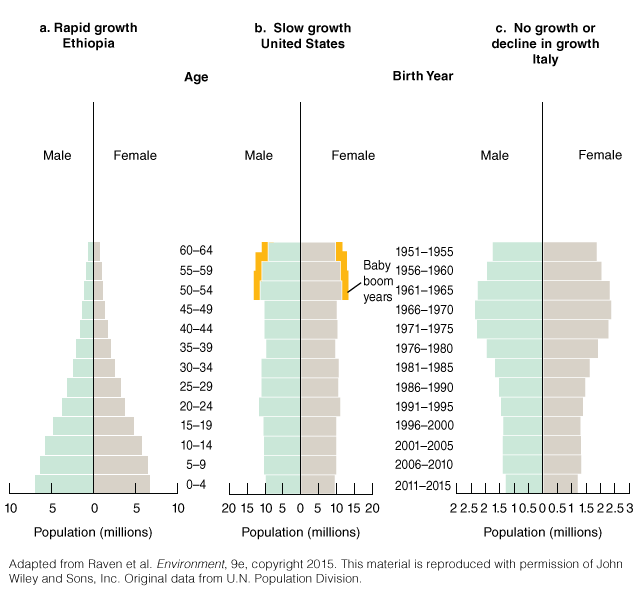 a. Rapid growth
Ethiopia
b.  Slow growth
United States
c.  No growth or
decline in growth
Italy
Age
Birth Year
Male
Female
Male
Female
Male
Female
60–64
55–59
50–54
45–49
40–44
35–39
30–34
25–29
20–24
15–19
10–14
5–9
0–4
Baby
boom
years
1951–1955
1956–1960
1961–1965
1966–1970
1971–1975
1976–1980
1981–1985
1986–1990
1991–1995
1996–2000
2001–2005
2006–2010
2011–2015
10 5 0 5 10
20 15 10 5 0 5 10 15 20
2 2.5 2 1.5 1 0.5 0 0.5 1 1.5 2 2.5 3
Population (millions)
Population (millions)
Population (millions)
Adapted from Raven et al. Environment, 9e, copyright 2015. This material is reproduced with permission of John
Wiley and Sons, Inc. Original data from U.N. Population Division.